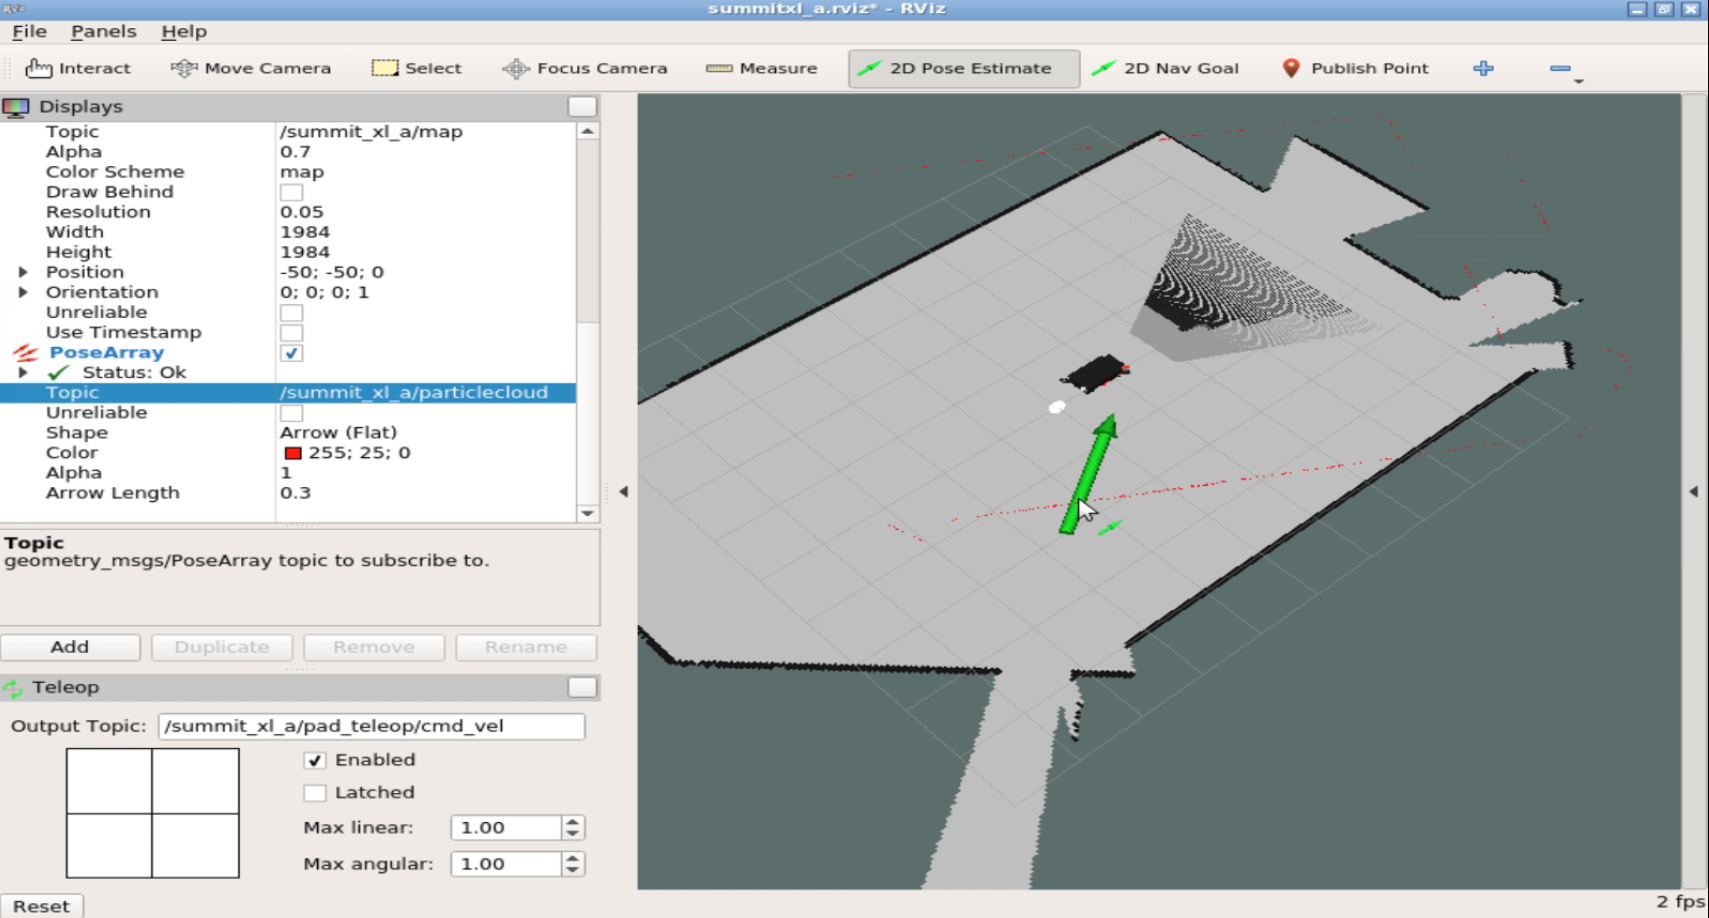 RViz summitxl_a.rviz* - RViz
File Panels Help
Interact Move Camera Select Focus Camera Measure 2D Pose Estimate 2D Nav Goal Publish Point
Displays
Topic /summit_xl_a/map
Alpha 0.7
Color Scheme map
Draw Behind
Resolution 0.05
Width 1984
Height 1984
Position -50; -50; 0
Orientation 0; 0; 0; 1
Unreliable
Use Timestamp
PoseArray
Status: Ok
Topic /summit_xl_a/particlecloud
Unreliable
Shape Arrow (Flat)
Color 255; 25; 0
Alpha 1
Arrow Length 0.3
Topic
geometry_msgs/PoseArray topic to subscribe to.
Add Duplicate Remove Rename
Teleop
Output Topic: /summit_xl_a/pad_teleop/cmd_vel
Enabled
Latched
Max linear: 1.00
Max angular: 1.00
Reset 2 fps